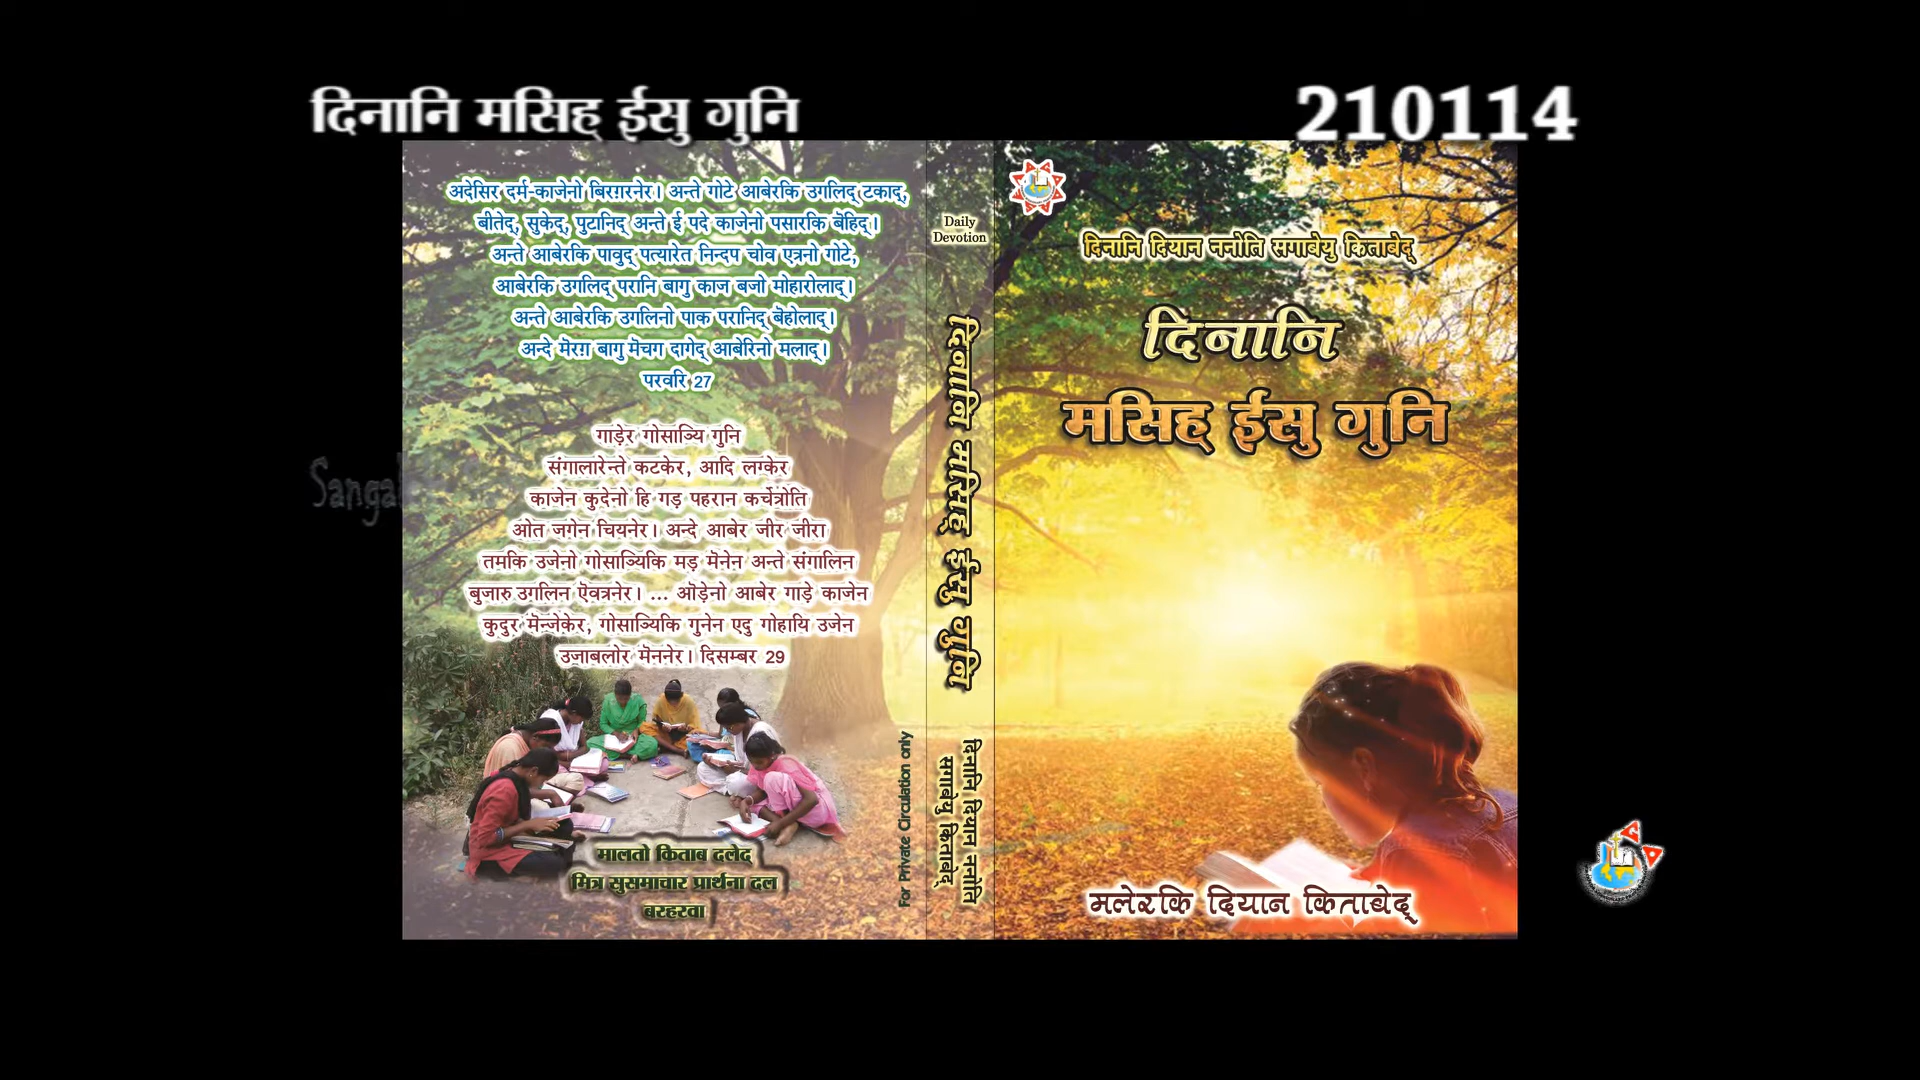 दिनानि मसिह् ईसु गुनि
210114
अदेसिर दर्म-काजेनो बिरग़रनेर। अन्ते गोटे आबेरकि उगलिद् टकाद्,
बीतेद्, सुकेद्, पुटानिद् अन्ते ई पदे काजेनो पसारकि बॆहिद्।
अन्ते आबेरकि पावुद् पत्यारेत निन्दप चोव एत्रनो गोटे,
आबेरकि उगलिद् परानि बागु काज बजो मोहारोलाद्।
अन्ते आबेरकि उगलिनो पाक परानिद् बॆहोलाद्।
अन्दे मॆरग़ बागु मॆचग दागेद् आबेरिनो मलाद्।
परवरि 27
गाड़ेर गोसाञ्यि गुनि
संगालारेन्ते कटकेर, आदि लग्केर
काजेन कुदेनो हि गड़ पहरान कर्चेत्रोति
ओत जगेन चियनेर। अन्दे आबेर जीर जीरा
तमकि उजेनो गोसाञ्यिकि मड़ मॆनेन अन्ते संगालिन
बुजारु उगलिन ऎवत्रनेर। ... ऒड़ेनो आबेर गाड़े काजेन
कुदुर मॆन्जेकेर, गोसाञ्यिकि गुनेन एदु गोहायि उजेन
उजाबलोर मॆननेर। दिसम्बर 29
मालतो किताब दलेद्
मित्र सुसमाचार प्रार्थना दल
बरहरवा
For Private Circulation only
Daily
Devotion
दिनानि मसिह् ईसु गुनि
दिनानि दियान ननोति
सगाबेयु किताबेद्
दिनानि दियान ननोति सगाबेयु किताबेद्
दिनानि
मसिह् ईसु गुनि
मलेरकि दियान किताबेद्